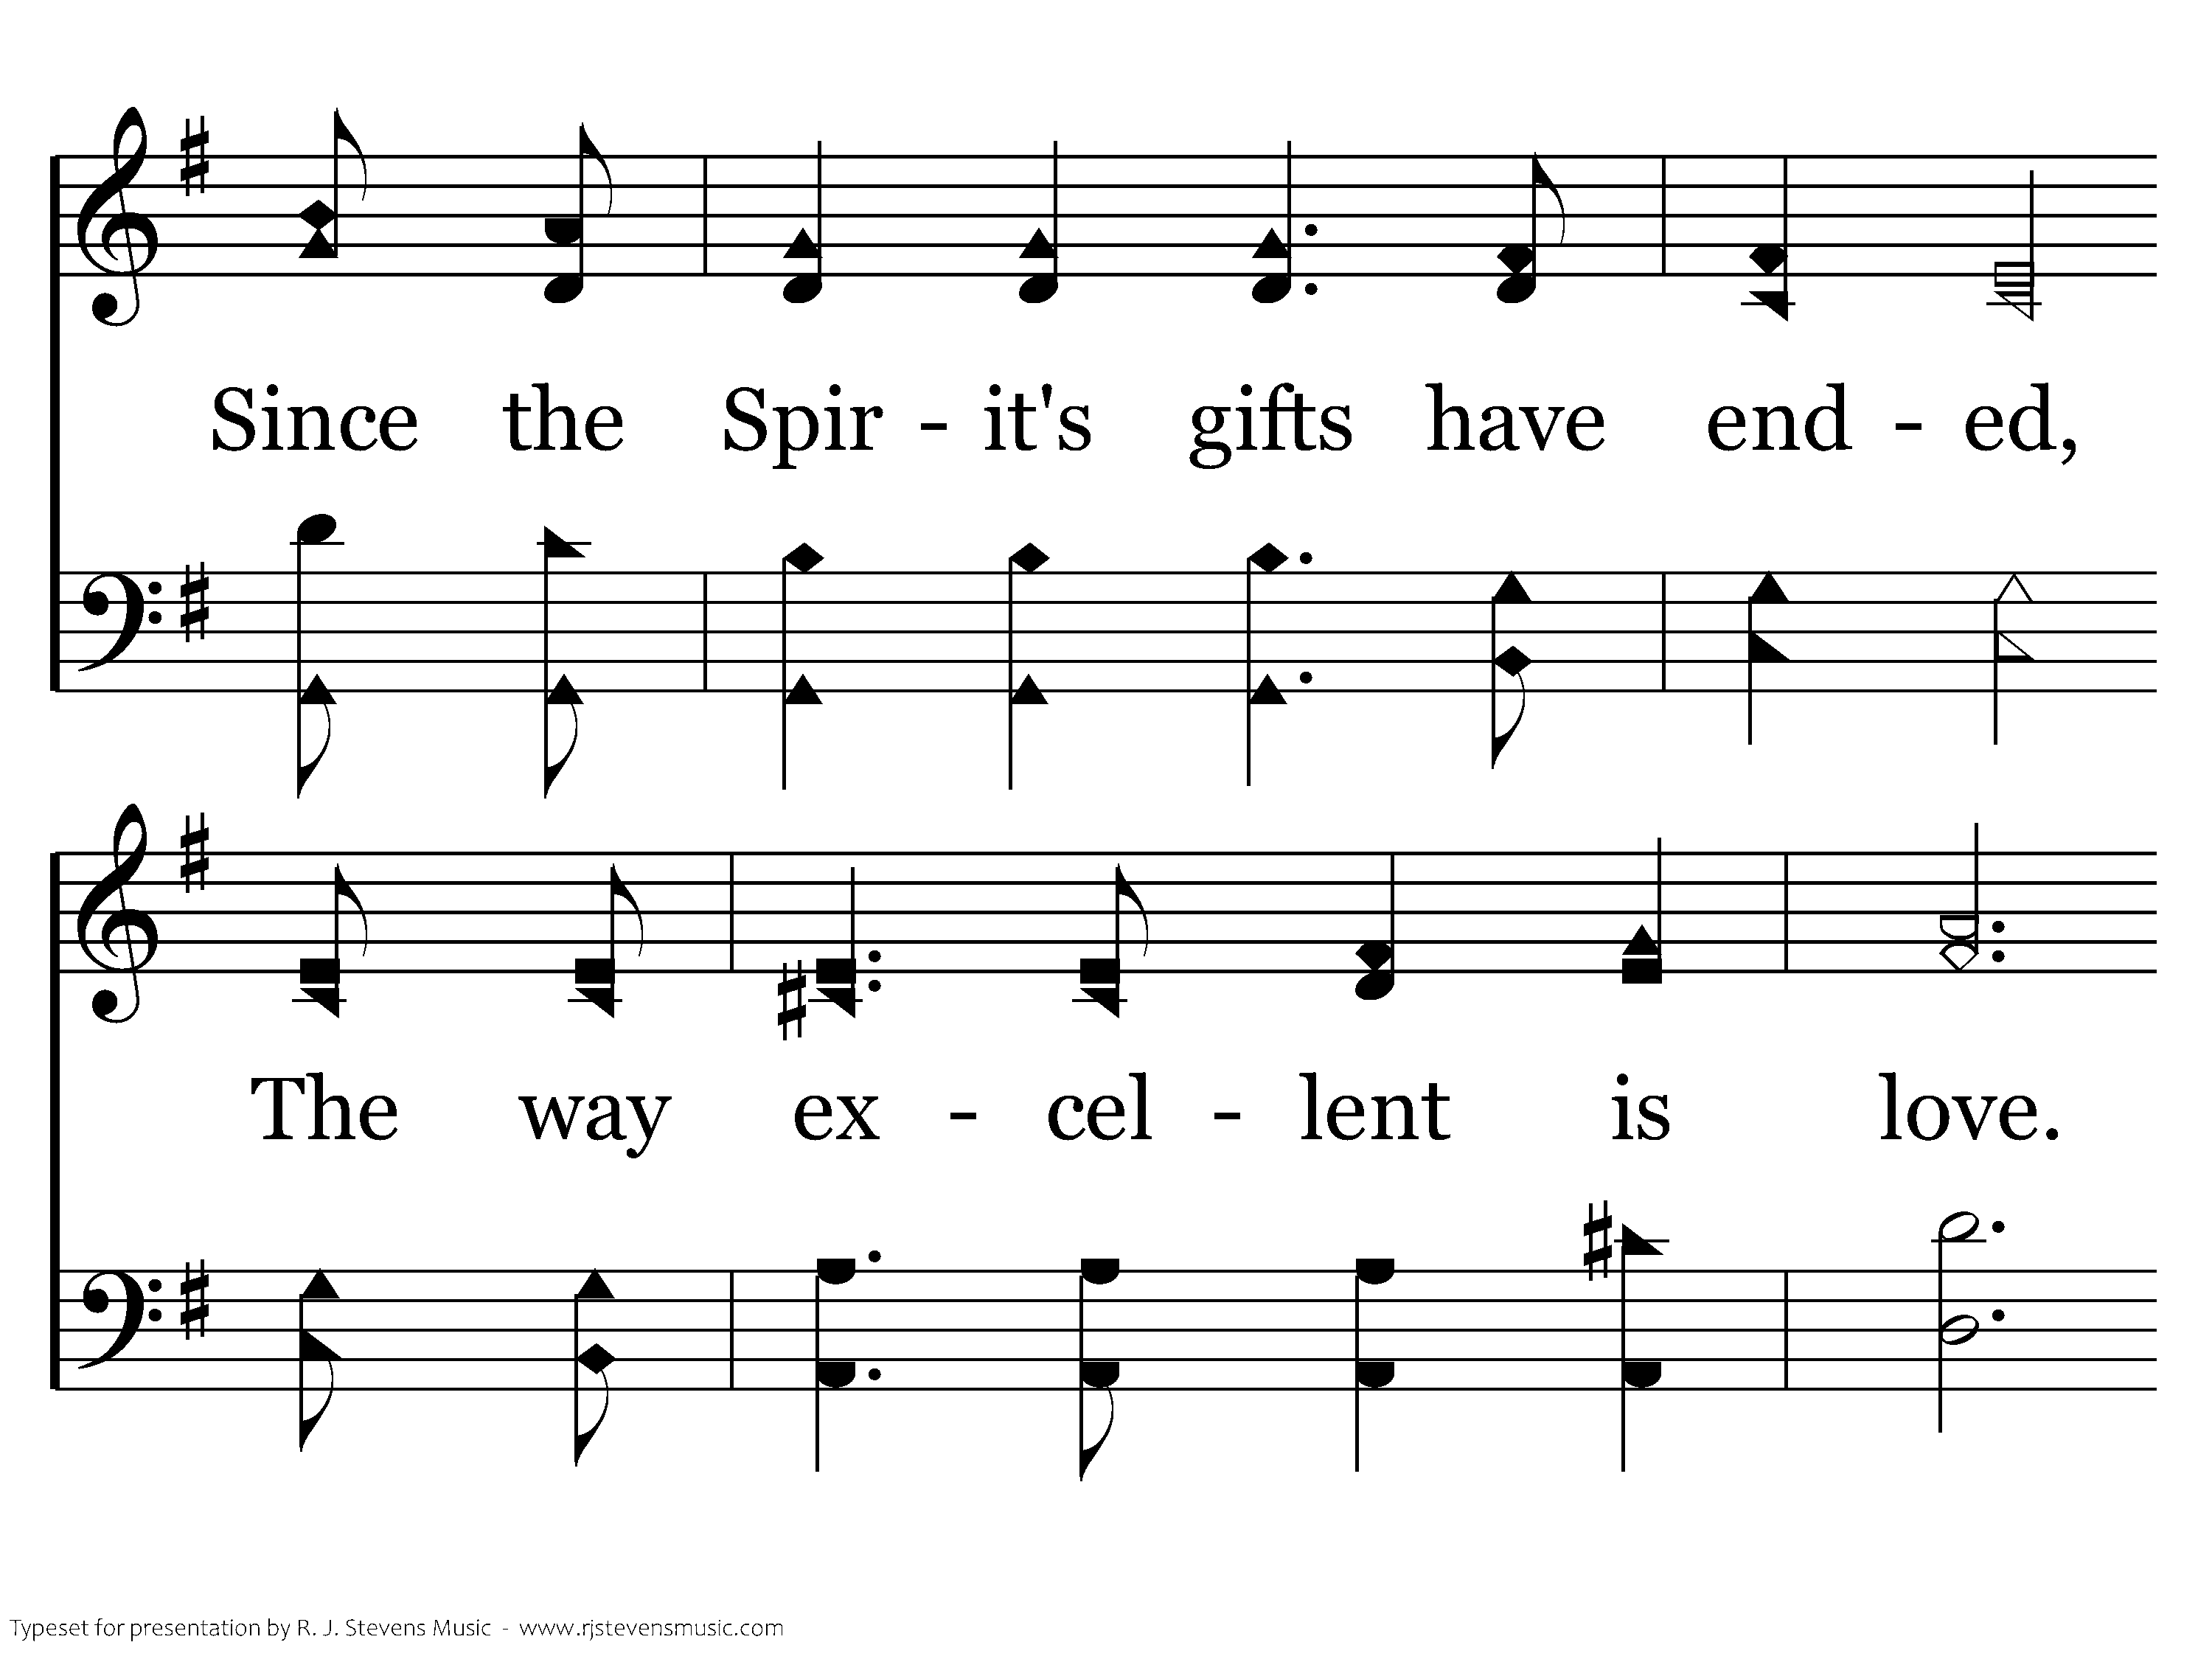 Since the Spir - it's gifts have end - ed,
The way ex - cel - lent is love.
Typeset for presentation by R. J. Stevens Music - www.rjstevensmusic.com